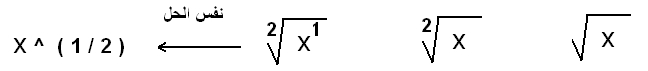 نفس الحل
X ^ ( 1 / 2 ) ← ²√X¹ ²√X √X